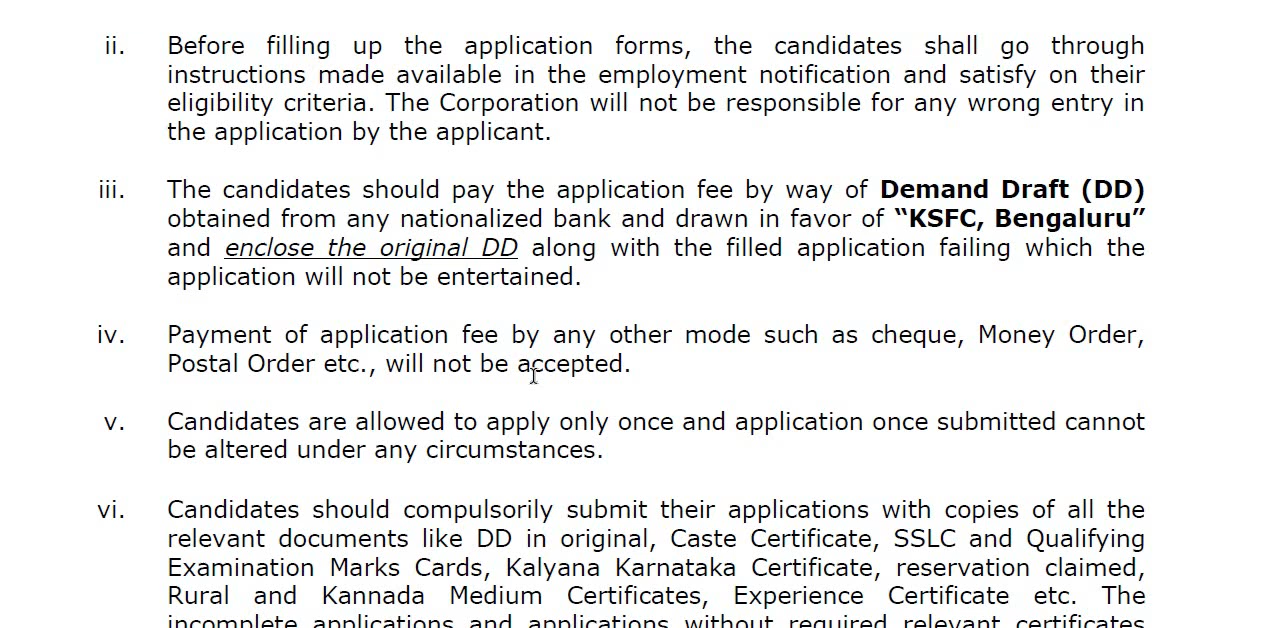 ii. Before filling up the application forms, the candidates shall go through
instructions made available in the employment notification and satisfy on their
eligibility criteria. The Corporation will not be responsible for any wrong entry in
the application by the applicant.
iii. The candidates should pay the application fee by way of Demand Draft (DD)
obtained from any nationalized bank and drawn in favor of “KSFC, Bengaluru”
and enclose the original DD along with the filled application failing which the
application will not be entertained.
iv. Payment of application fee by any other mode such as cheque, Money Order,
Postal Order etc., will not be accepted.
v. Candidates are allowed to apply only once and application once submitted cannot
be altered under any circumstances.
vi. Candidates should compulsorily submit their applications with copies of all the
relevant documents like DD in original, Caste Certificate, SSLC and Qualifying
Examination Marks Cards, Kalyana Karnataka Certificate, reservation claimed,
Rural and Kannada Medium Certificates, Experience Certificate etc. The
incomplete applications and applications without required relevant certificates